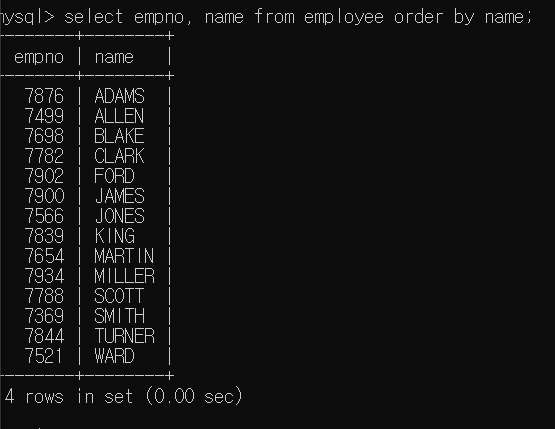 mysql> select empno, name from employee order by name;
--------+--------+
empno | name |
--------+--------+
7876 | ADAMS |
7499 | ALLEN |
7698 | BLAKE |
7782 | CLARK |
7902 | FORD |
7900 | JAMES |
7566 | JONES |
7839 | KING |
7654 | MARTIN |
7934 | MILLER |
7788 | SCOTT |
7369 | SMITH |
7844 | TURNER |
7521 | WARD |
--------+--------+
4 rows in set (0.00 sec)